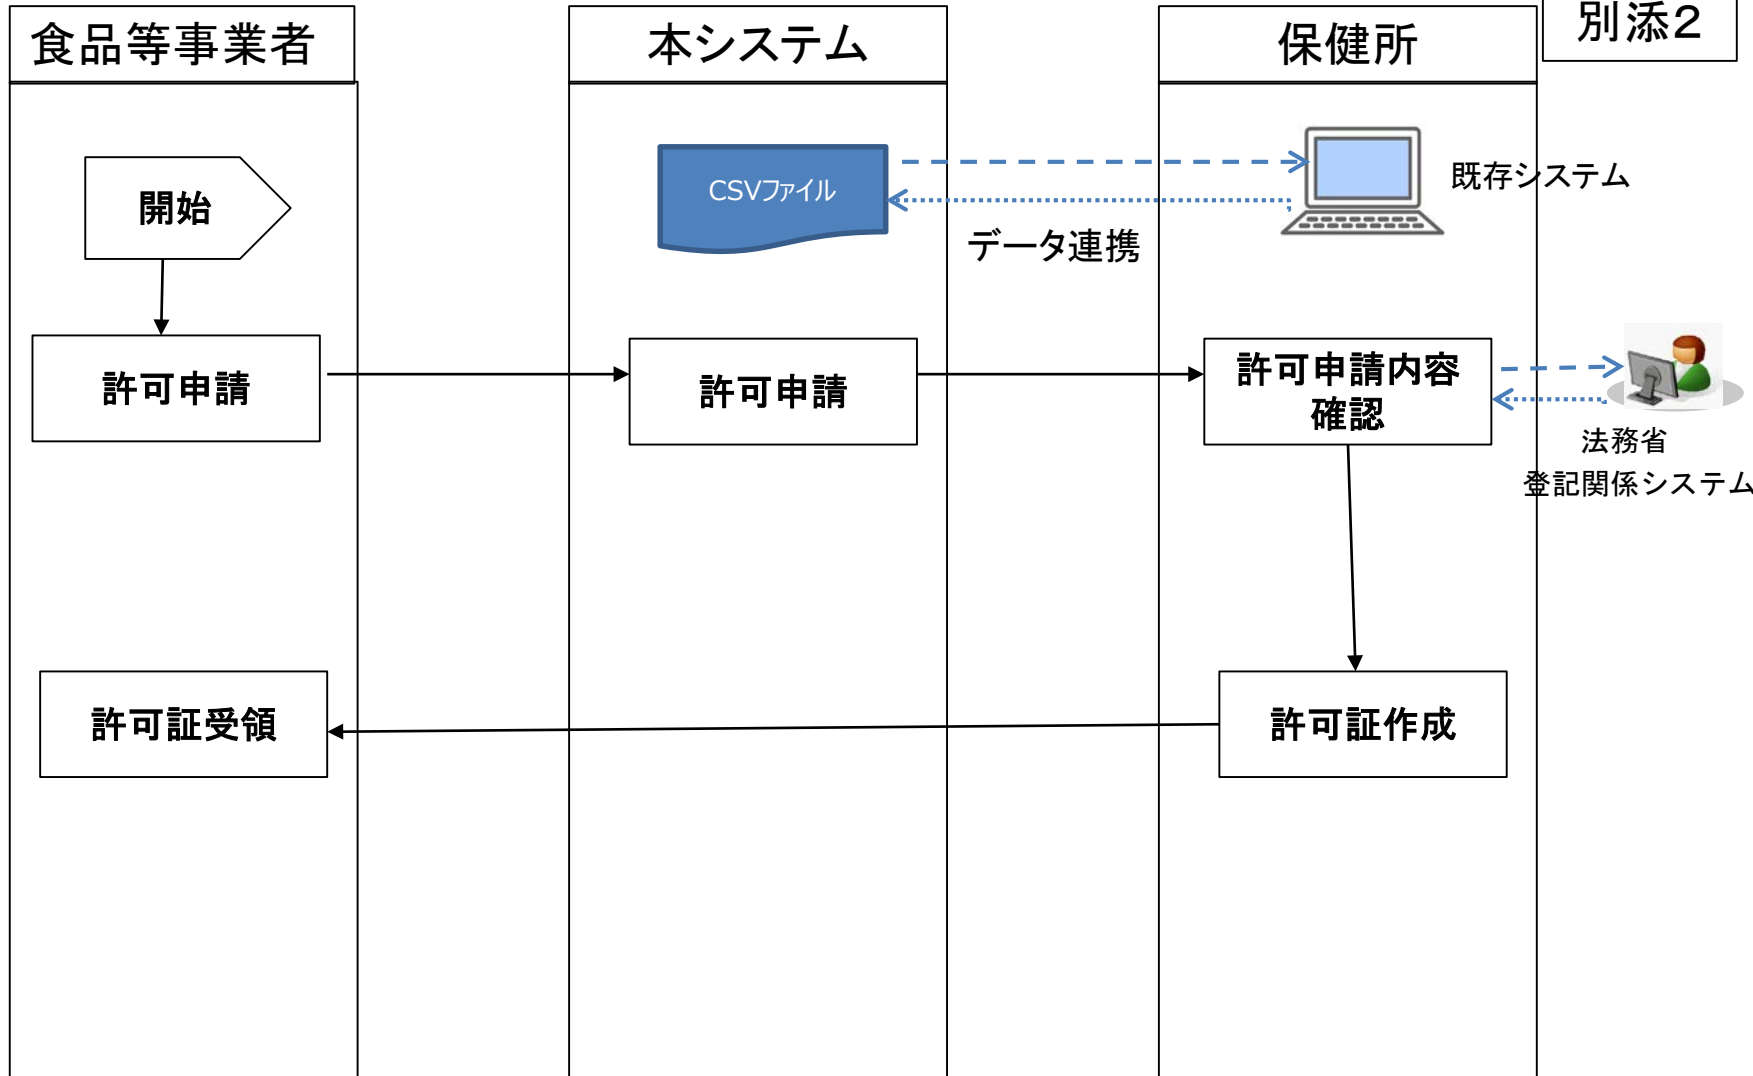 別添2
食品等事業者
本システム
保健所
開始
CSVファイル
既存システム
データ連携
許可申請
許可申請
許可申請内容
確認
法務省
登記関係システム
許可証受領
許可証作成